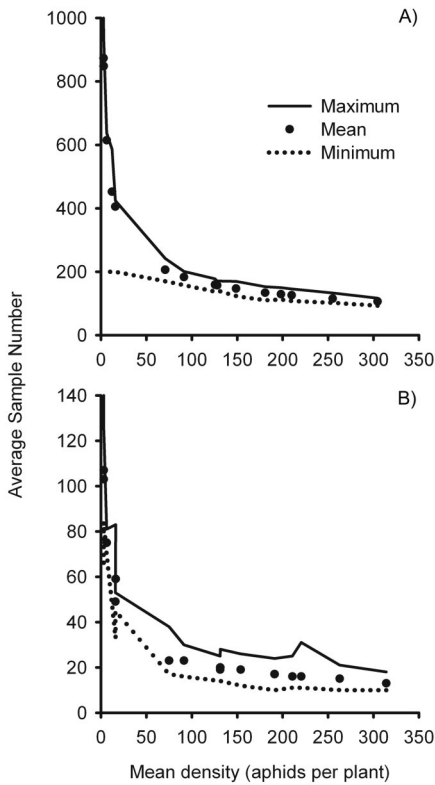 A)
1000
800
600
400
200
0
Maximum
Mean
Minimum
0 50 100 150 200 250 300 350
Average Sample Number
B)
140
120
100
80
60
40
20
0
0 50 100 150 200 250 300 350
Mean density (aphids per plant)